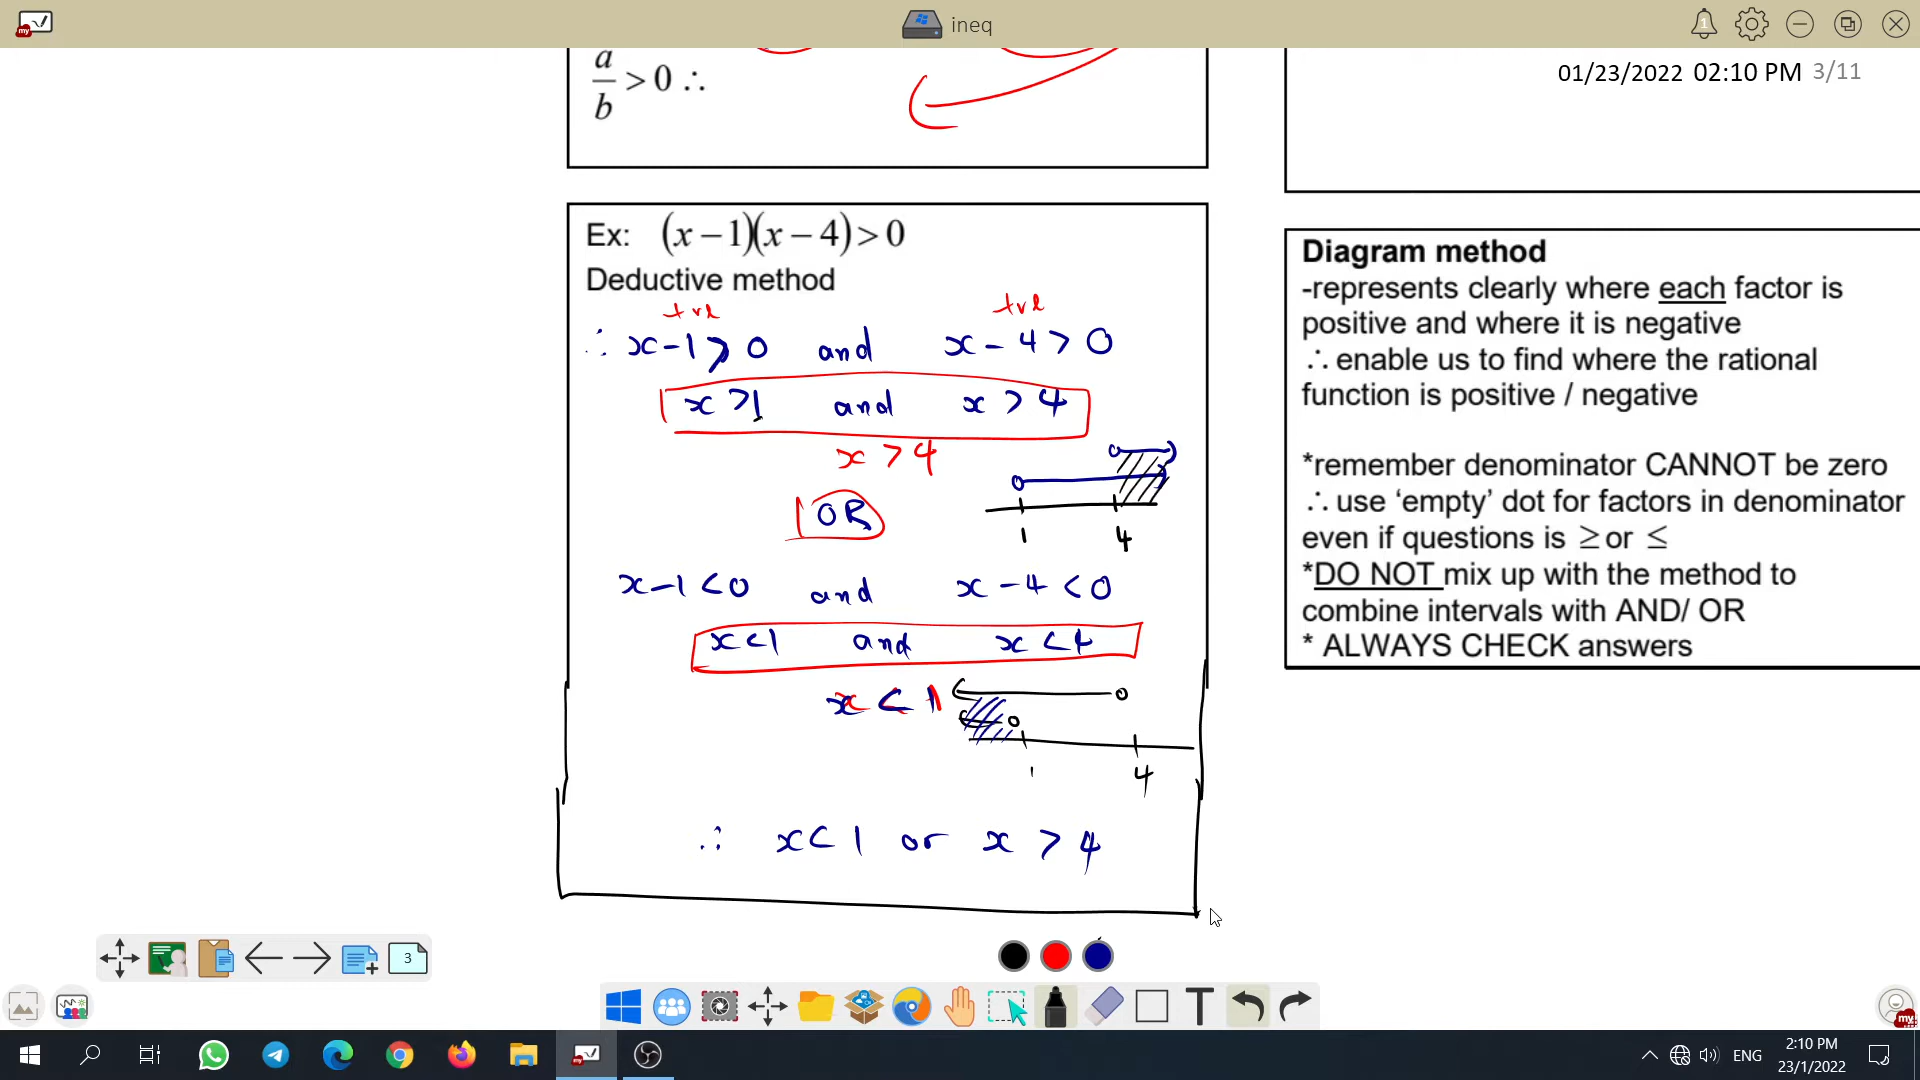 ineq
01/23/2022 02:10 PM 3/11
a/b > 0 ∴
Ex: (x − 1)(x − 4) > 0
Deductive method
+ve +ve
∴ x − 1 > 0 and x − 4 > 0
x > 1 and x > 4
x > 4
OR
1 4
x − 1 < 0 and x − 4 < 0
x < 1 and x < 4
x < 1
1 4
∴ x < 1 or x > 4
Diagram method
-represents clearly where each factor is
positive and where it is negative
∴ enable us to find where the rational
function is positive / negative
*remember denominator CANNOT be zero
∴ use ‘empty’ dot for factors in denominator
even if questions is ≥ or ≤
*DO NOT mix up with the method to
combine intervals with AND/ OR
* ALWAYS CHECK answers
3
T
ENG
2:10 PM
23/1/2022